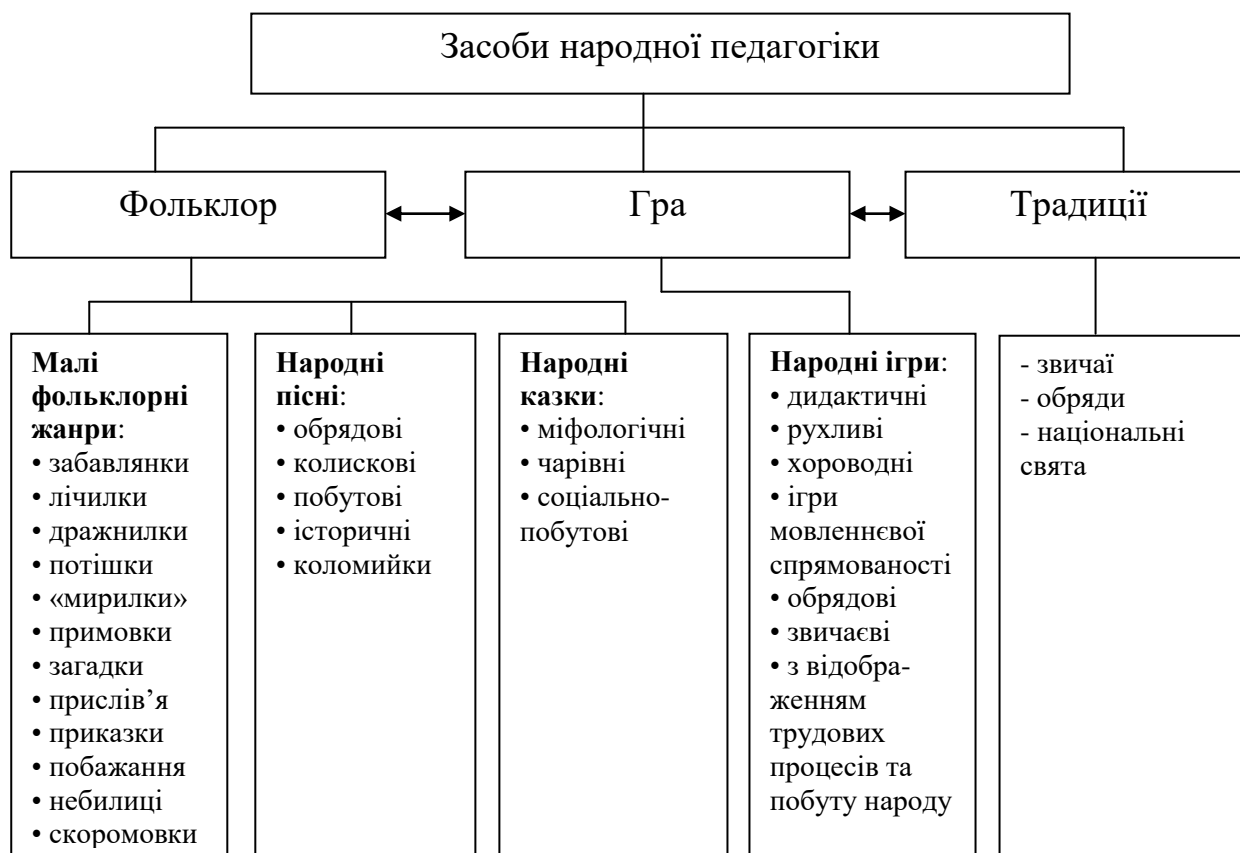 Засоби народної педагогіки
Фольклор
Гра
Традиції
Малі
фольклорні
жанри:
• забавлянки
• лічилки
• дражнилки
• потішки
• «мирилки»
• примовки
• загадки
• прислів’я
• приказки
• побажання
• небилиці
• скоромовки
Народні
пісні:
• обрядові
• колискові
• побутові
• історичні
• коломийки
Народні
казки:
• міфологічні
• чарівні
• соціально-
побутові
Народні ігри:
• дидактичні
• рухливі
• хороводні
• ігри
мовленнєвої
спрямованості
• обрядові
• звичаєві
• з відобра-
женням
трудових
процесів та
побуту народу
- звичаї
- обряди
- національні
свята